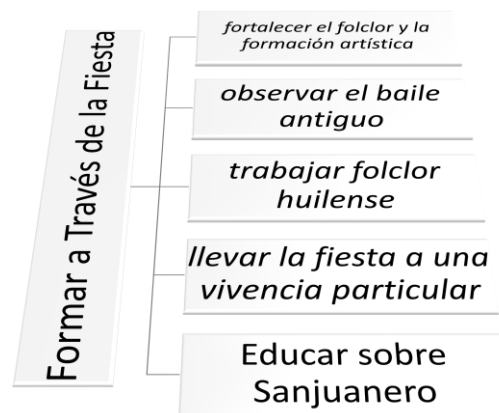 Formar a Través de la Fiesta
fortalecer el folclor y la
formación artística
observar el baile
antiguo
trabajar folclor
huilense
llevar la fiesta a una
vivencia particular
Educar sobre
Sanjuanero